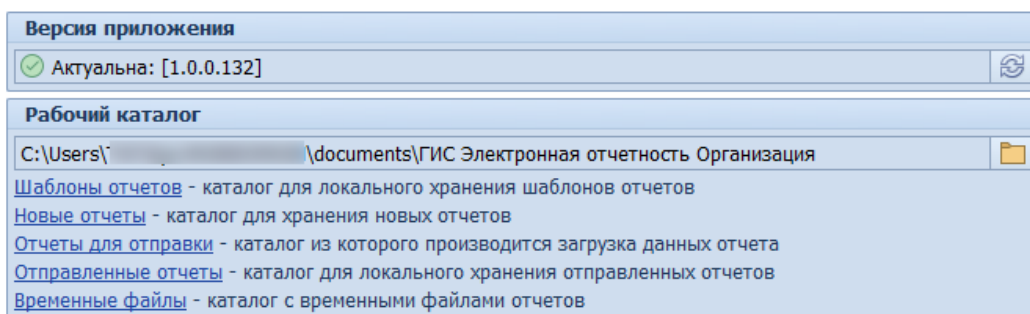 Версия приложения
Актуальна: [1.0.0.132]
Рабочий каталог
C:\Users\ \documents\ГИС Электронная отчетность Организация
Шаблоны отчетов - каталог для локального хранения шаблонов отчетов
Новые отчеты - каталог для хранения новых отчетов
Отчеты для отправки - каталог из которого производится загрузка данных отчета
Отправленные отчеты - каталог для локального хранения отправленных отчетов
Временные файлы - каталог с временными файлами отчетов